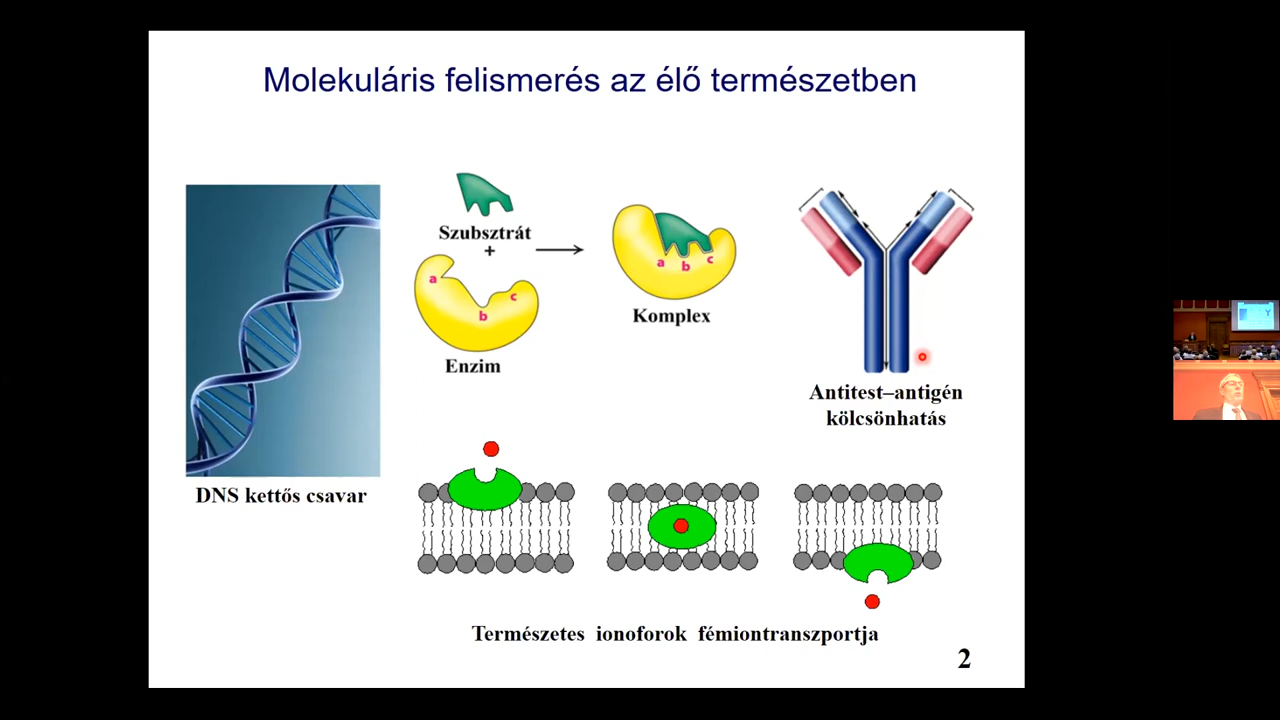 Molekuláris felismerés az élő természetben
Szubsztrát
+
a
b
c
Enzim
a
b
c
Komplex
Antitest–antigén
kölcsönhatás
DNS kettős csavar
Természetes ionoforok fémiontranszportja
2